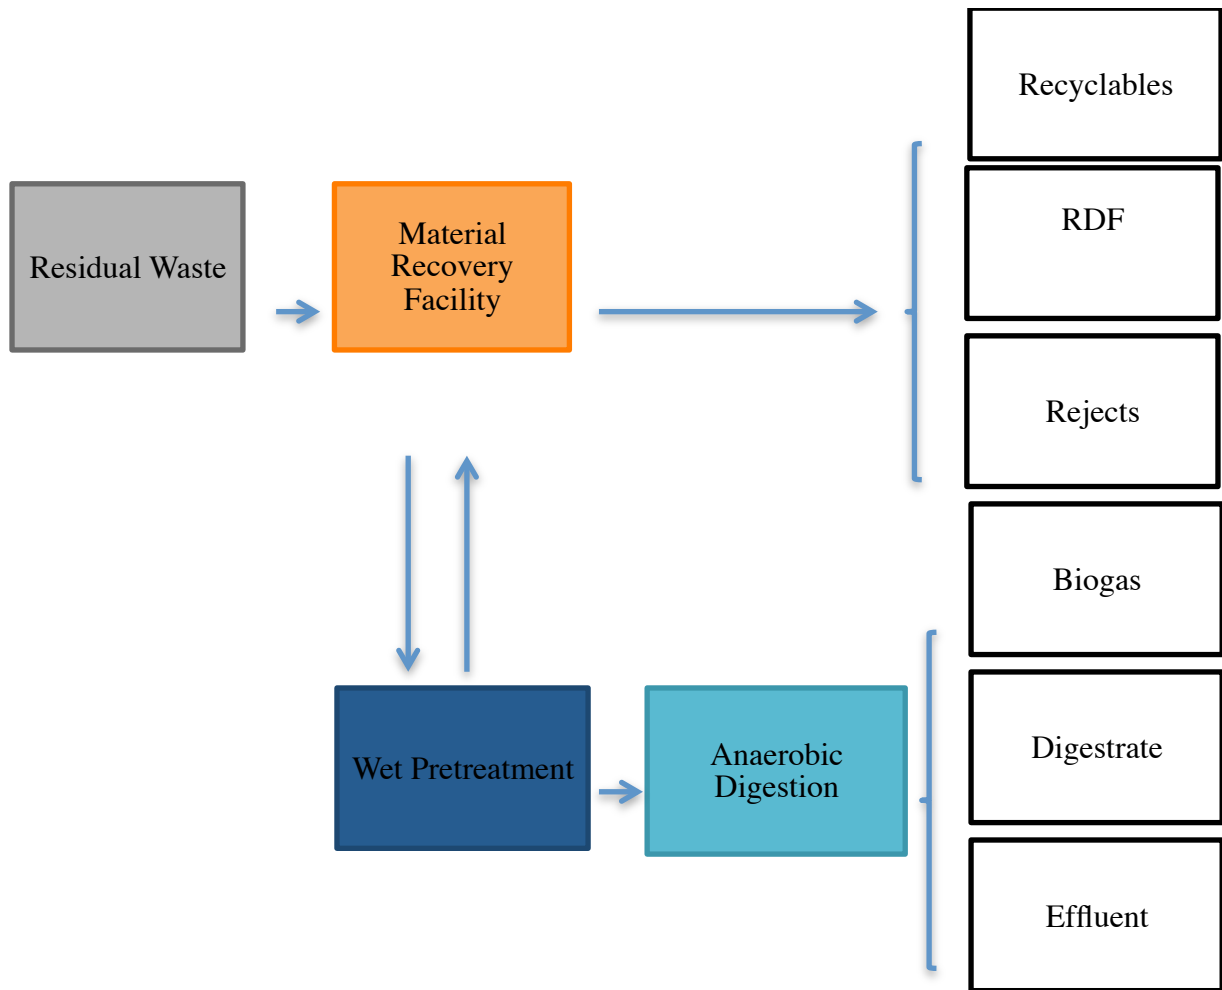 Recyclables
RDF
Residual Waste
Material
Recovery
Facility
Rejects
Biogas
Wet Pretreatment
Anaerobic
Digestion
Digestrate
Effluent